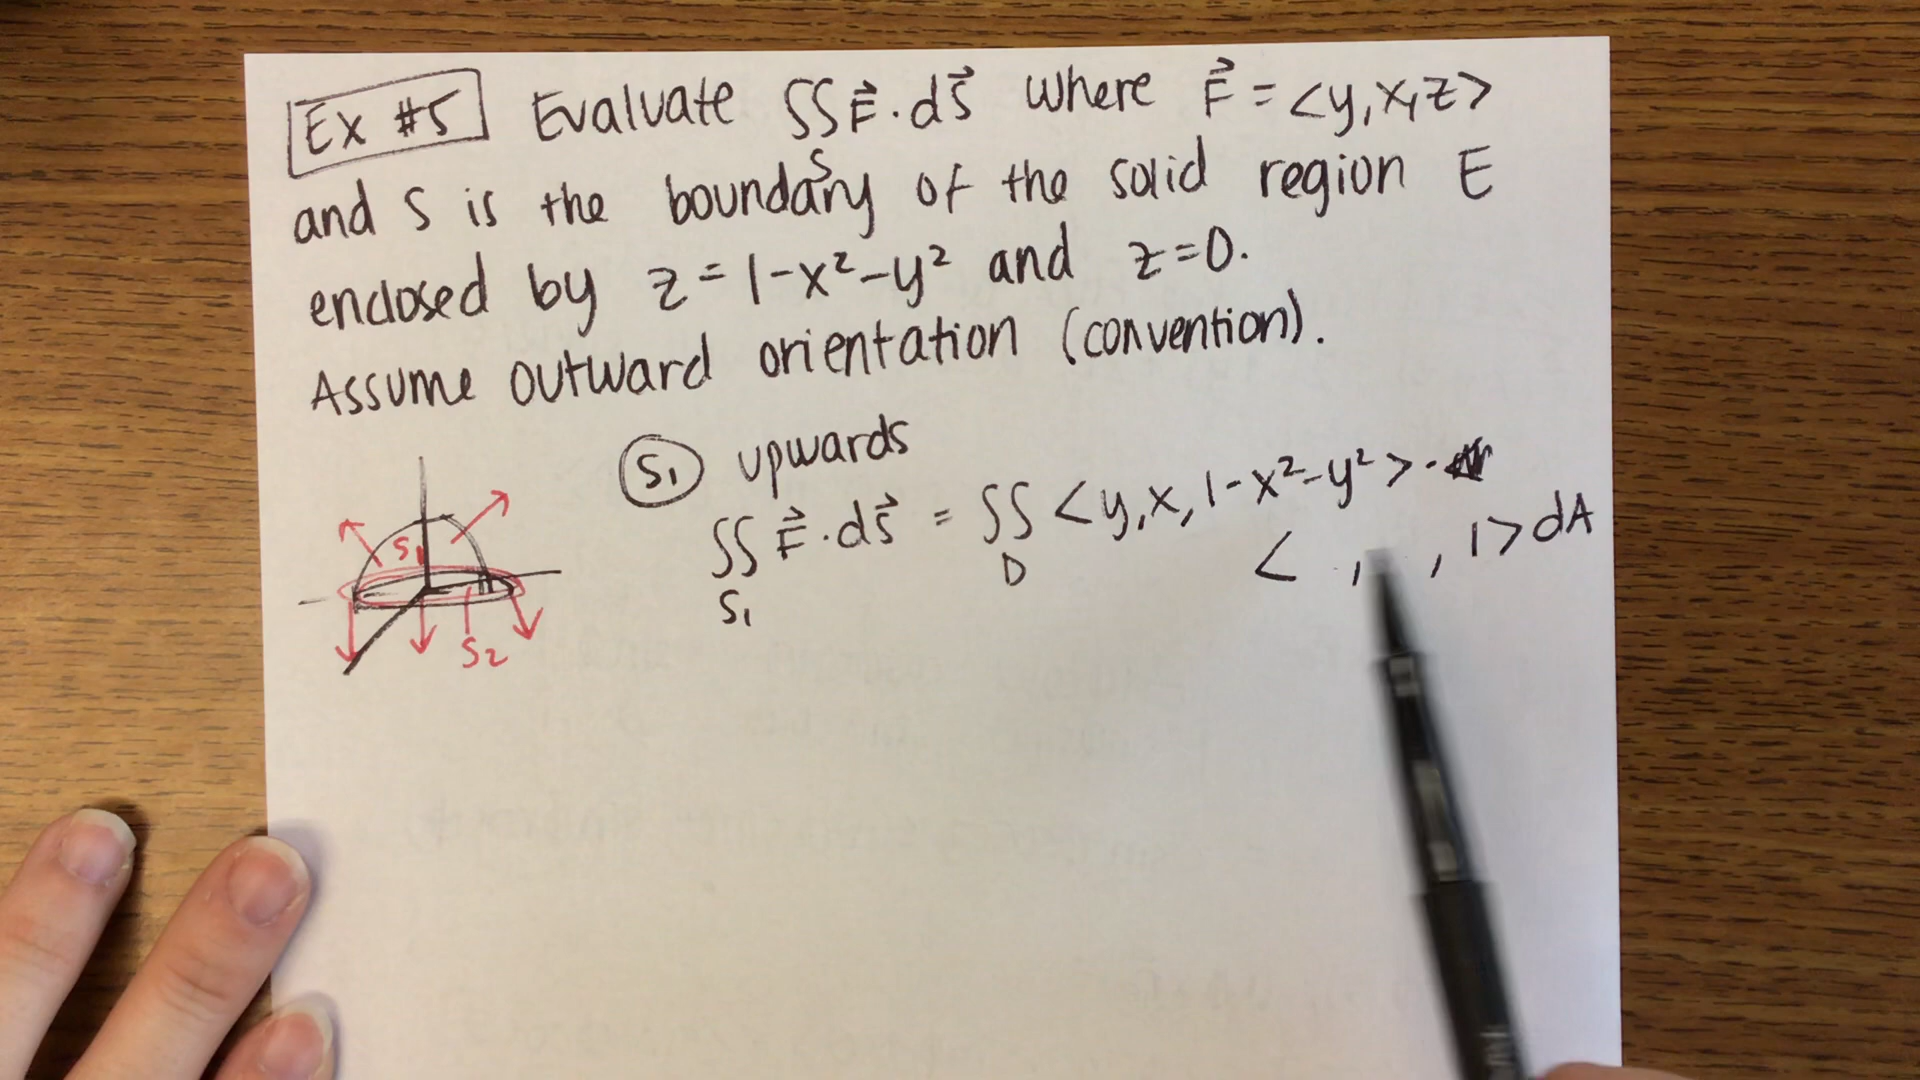 Ex #5 Evaluate ∬S F⃗·dS⃗ where F⃗ = <y,x,z>
and S is the boundary of the solid region E
enclosed by z=1-x²-y² and z=0.
Assume outward orientation (convention).
S₁ upwards
∬S₁ F⃗·dS⃗ = ∬D <y,x,1-x²-y²>·
< , , 1>dA
S₁
S₂